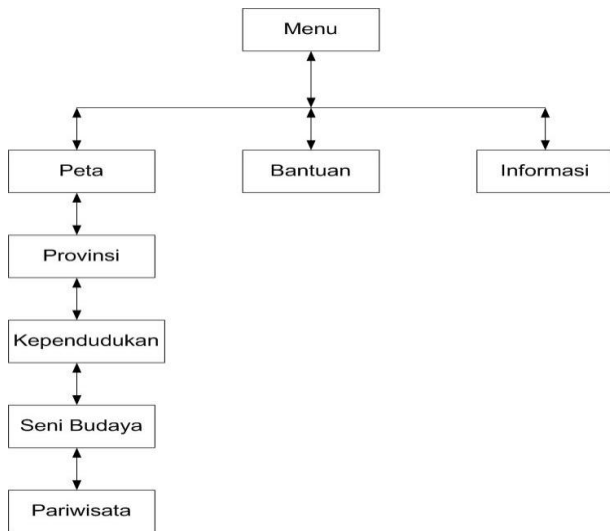 Menu
Peta
Bantuan
Informasi
Provinsi
Kependudukan
Seni Budaya
Pariwisata